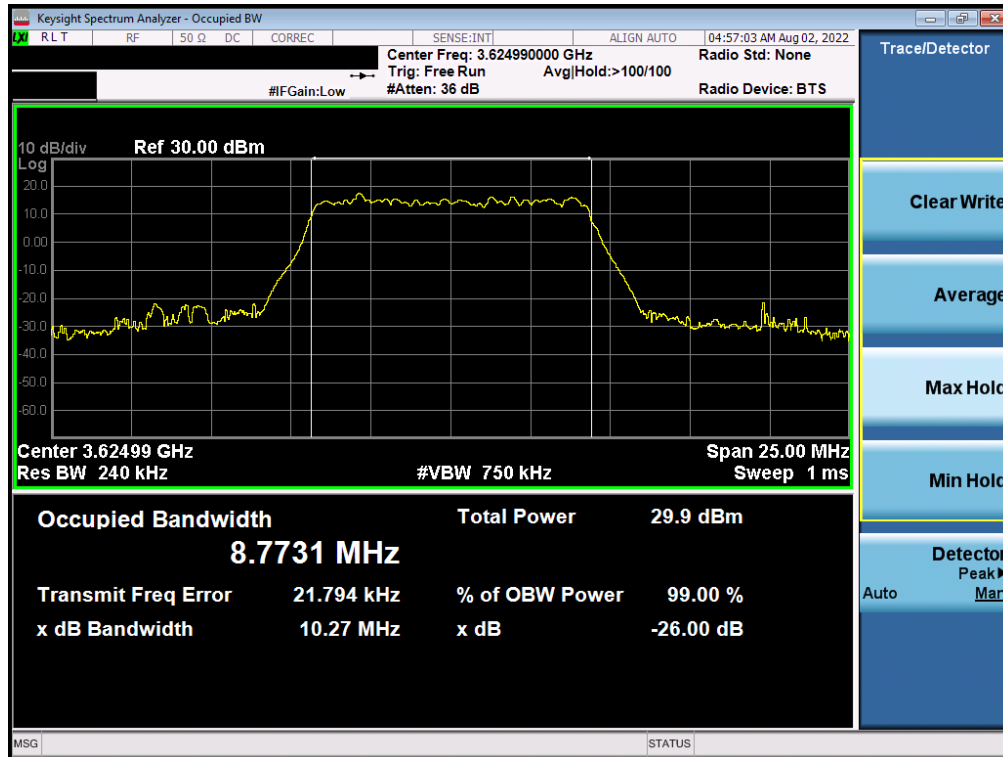 Keysight Spectrum Analyzer - Occupied BW
LXI RLT RF 50 Ω DC CORREC SENSE:INT ALIGN AUTO 04:57:03 AM Aug 02, 2022
Center Freq: 3.624990000 GHz Radio Std: None
Trig: Free Run Avg|Hold:>100/100
#IFGain:Low #Atten: 36 dB Radio Device: BTS
10 dB/div Ref 30.00 dBm
Log
20.0
10.0
0.00
-10.0
-20.0
-30.0
-40.0
-50.0
-60.0
Center 3.62499 GHz Span 25.00 MHz
Res BW 240 kHz #VBW 750 kHz Sweep 1 ms
Occupied Bandwidth Total Power 29.9 dBm
8.7731 MHz
Transmit Freq Error 21.794 kHz % of OBW Power 99.00 %
x dB Bandwidth 10.27 MHz x dB -26.00 dB
MSG STATUS
Trace/Detector
Clear Write
Average
Max Hold
Min Hold
Detector
Peak▶
Auto Man